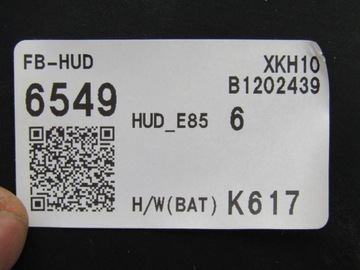 FB-HUD
XKH10
6549
B1202439
HUD_E85 6
H/W(BAT) K617